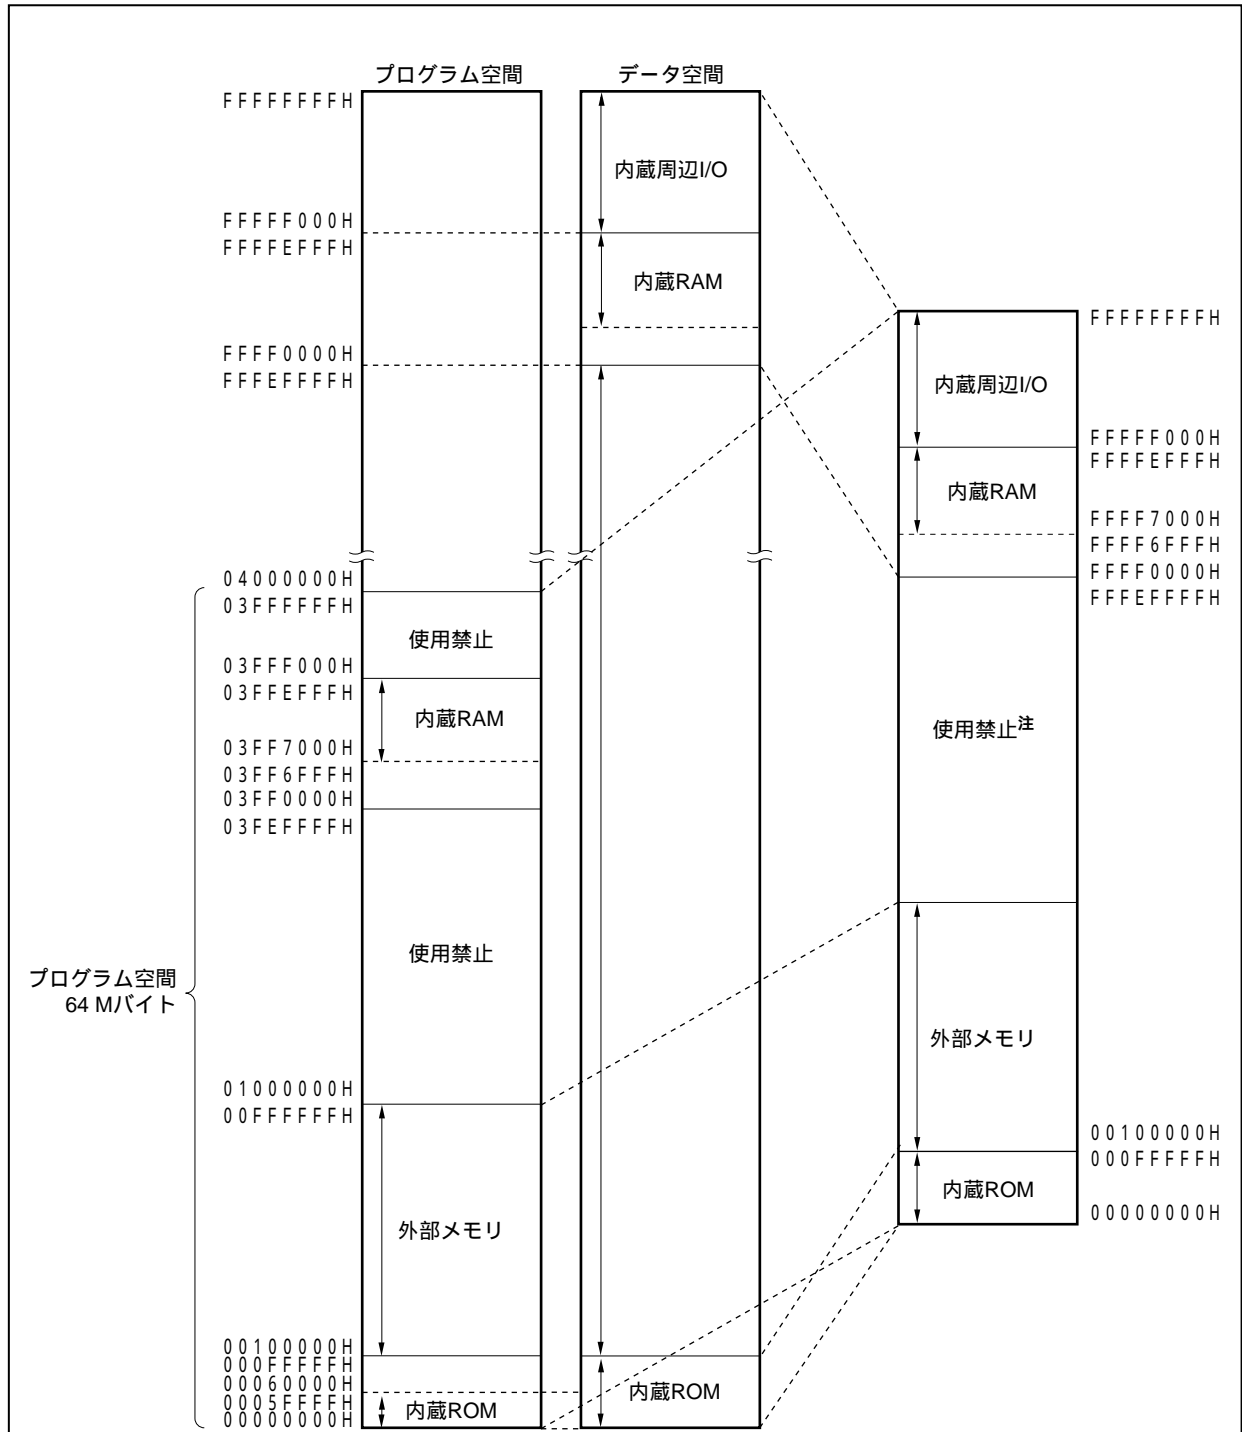 プログラム空間
データ空間
FFFFFFFFH
内蔵周辺I/O
FFFFF000H
FFFFEFFFH
内蔵RAM
FFFF0000H
FFFEFFFFH
04000000H
03FFFFFFH
使用禁止
03FFF000H
03FFEFFFH
内蔵RAM
03FF7000H
03FF6FFFH
03FF0000H
03FEFFFFH
使用禁止
プログラム空間
64 Mバイト
01000000H
00FFFFFFH
外部メモリ
00100000H
000FFFFFH
00060000H
0005FFFFH
00000000H
内蔵ROM
内蔵ROM
FFFFFFFFH
内蔵周辺I/O
FFFFF000H
FFFFEFFFH
内蔵RAM
FFFF7000H
FFFF6FFFH
FFFF0000H
FFFEFFFFH
使用禁止注
外部メモリ
00100000H
000FFFFFH
内蔵ROM
00000000H